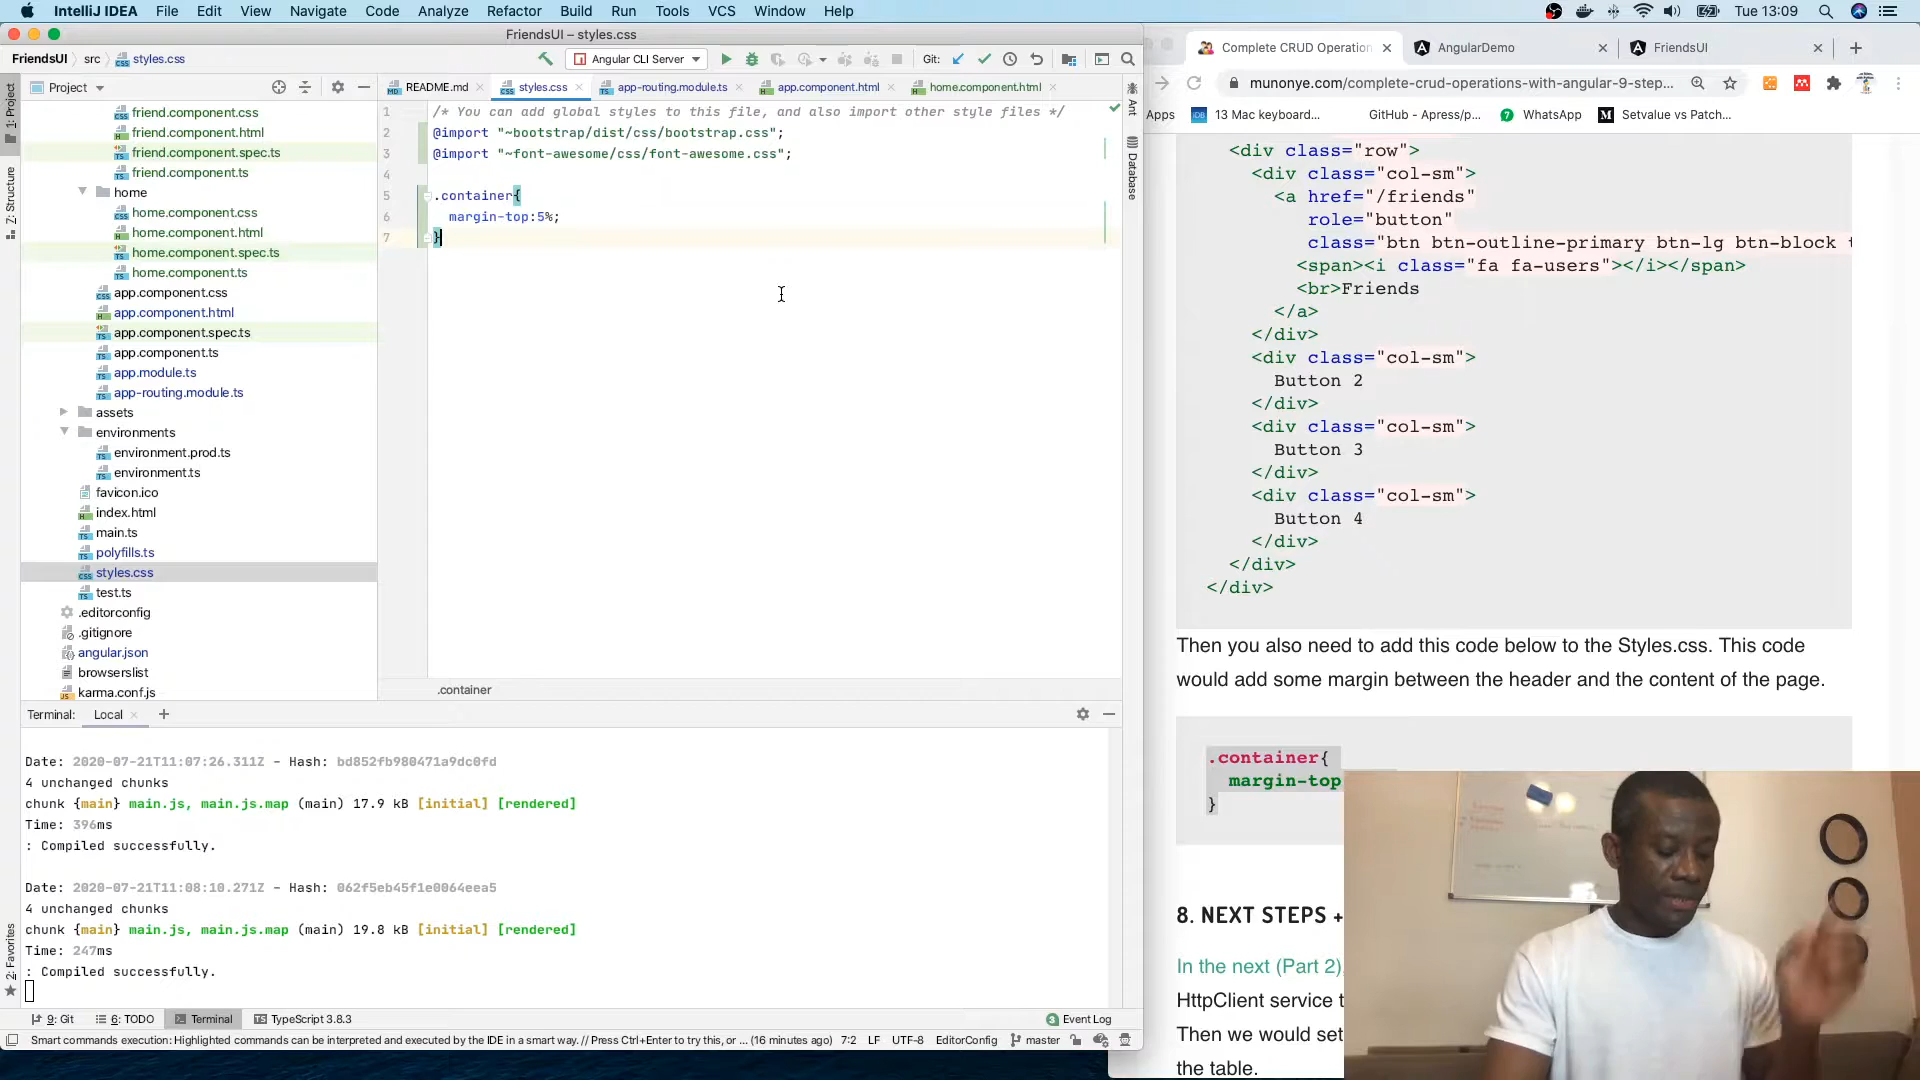 IntelliJ IDEA File Edit View Navigate Code Analyze Refactor Build Run Tools VCS Window Help Tue 13:09
FriendsUI – styles.css
FriendsUI src styles.css Angular CLI Server Git:
Project README.md styles.css app-routing.module.ts app.component.html home.component.html
1: Project
Z: Structure
2: Favorites
friend.component.css
friend.component.html
friend.component.spec.ts
friend.component.ts
home
home.component.css
home.component.html
home.component.spec.ts
home.component.ts
app.component.css
app.component.html
app.component.spec.ts
app.component.ts
app.module.ts
app-routing.module.ts
assets
environments
environment.prod.ts
environment.ts
favicon.ico
index.html
main.ts
polyfills.ts
styles.css
test.ts
.editorconfig
.gitignore
angular.json
browserslist
karma.conf.js
1 /* You can add global styles to this file, and also import other style files */
2 @import "~bootstrap/dist/css/bootstrap.css";
3 @import "~font-awesome/css/font-awesome.css";
4
5 .container{
6 margin-top:5%;
7 }
.container
Ant
Database
Terminal: Local
Date: 2020-07-21T11:07:26.311Z – Hash: bd852fb980471a9dc0fd
4 unchanged chunks
chunk {main} main.js, main.js.map (main) 17.9 kB [initial] [rendered]
Time: 396ms
: Compiled successfully.
Date: 2020-07-21T11:08:10.271Z – Hash: 062f5eb45f1e0064eea5
4 unchanged chunks
chunk {main} main.js, main.js.map (main) 19.8 kB [initial] [rendered]
Time: 247ms
: Compiled successfully.
9: Git 6: TODO Terminal TypeScript 3.8.3 3 Event Log
Smart commands execution: Highlighted commands can be interpreted and executed by the IDE in a smart way. // Press Ctrl+Enter to try this, or ... (16 minutes ago) 7:2 LF UTF-8 EditorConfig master
Complete CRUD Operation AngularDemo FriendsUI
munonye.com/complete-crud-operations-with-angular-9-step...
Apps 13 Mac keyboard... GitHub - Apress/p... 7 WhatsApp M Setvalue vs Patch...
<div class="row">
<div class="col-sm">
<a href="/friends"
role="button"
class="btn btn-outline-primary btn-lg btn-block
<span><i class="fa fa-users"></i></span>
<br>Friends
</a>
</div>
<div class="col-sm">
Button 2
</div>
<div class="col-sm">
Button 3
</div>
<div class="col-sm">
Button 4
</div>
</div>
</div>
Then you also need to add this code below to the Styles.css. This code
would add some margin between the header and the content of the page.
.container{
margin-top
}
8. NEXT STEPS +
In the next (Part 2)
HttpClient service
Then we would set
the table.